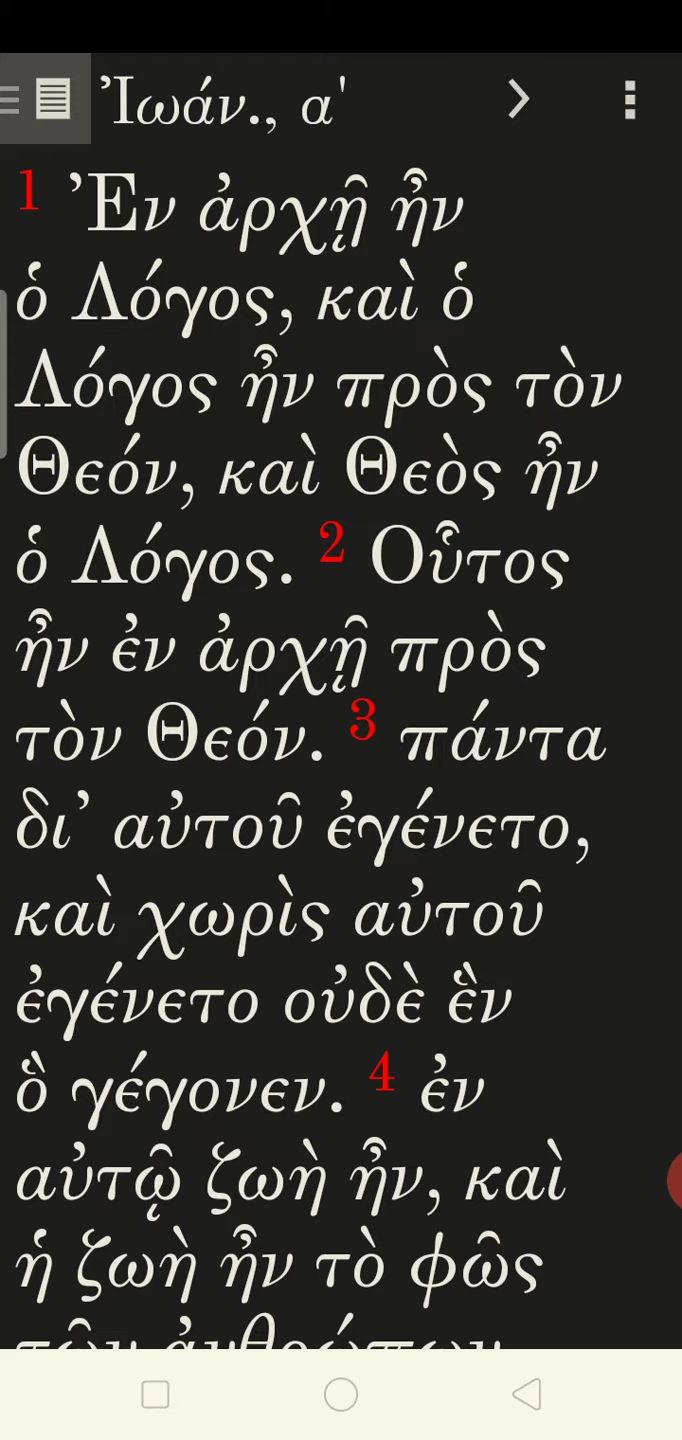 Ἰωάν., α'
1 Ἐν ἀρχῇ ἦν
ὁ Λόγος, καὶ ὁ
Λόγος ἦν πρὸς τὸν
Θεόν, καὶ Θεὸς ἦν
ὁ Λόγος. 2 Οὗτος
ἦν ἐν ἀρχῇ πρὸς
τὸν Θεόν. 3 πάντα
δι’ αὐτοῦ ἐγένετο,
καὶ χωρὶς αὐτοῦ
ἐγένετο οὐδὲ ἓν
ὃ γέγονεν. 4 ἐν
αὐτῷ ζωὴ ἦν, καὶ
ἡ ζωὴ ἦν τὸ φῶς
τῶν ἀνθρώπων